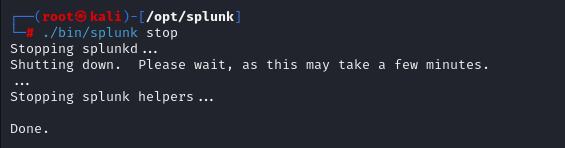 ┌──(root㉿kali)-[/opt/splunk]
└─# ./bin/splunk stop
Stopping splunkd...
Shutting down.  Please wait, as this may take a few minutes.
...
Stopping splunk helpers...
Done.